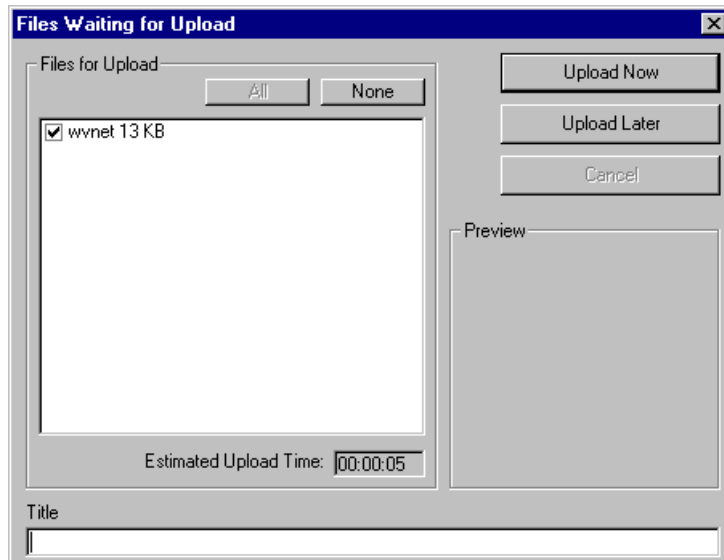 Files Waiting for Upload
Files for Upload
All None
wvnet 13 KB
Estimated Upload Time: 00:00:05
Upload Now
Upload Later
Cancel
Preview
Title